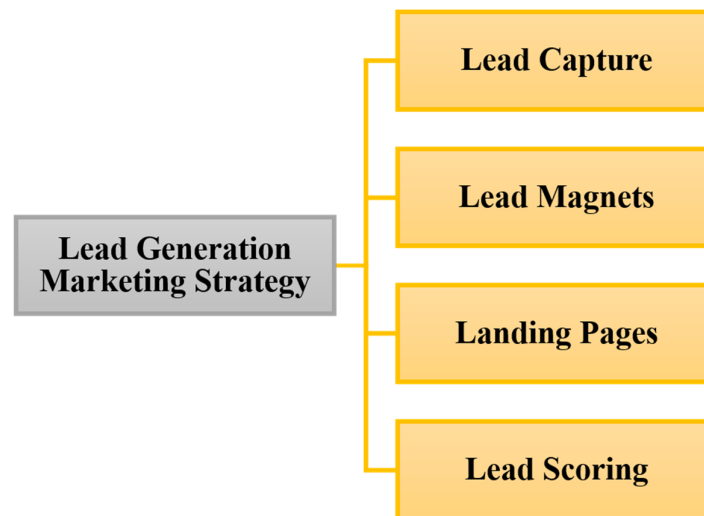 Lead Capture
Lead Magnets
Lead Generation
Marketing Strategy
Landing Pages
Lead Scoring